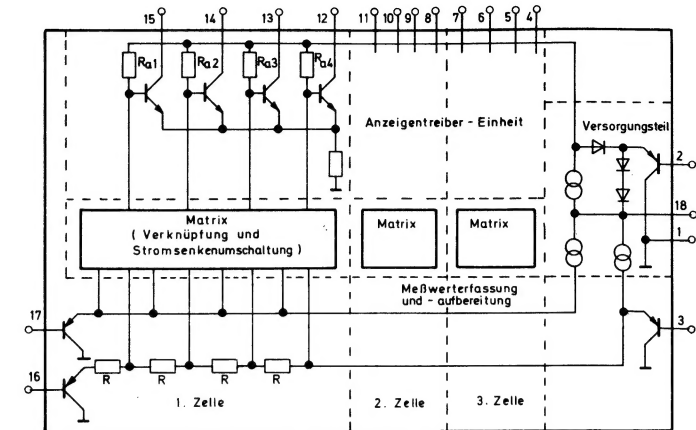 15 14 13 12 11 10 9 8 7 6 5 4
Ra1 Ra2 Ra3 Ra4
Anzeigentreiber - Einheit
Versorgungsteil
2
18
1
Matrix
( Verknüpfung und
Stromsenkenumschaltung )
Matrix
Matrix
Meßwerterfassung
und - aufbereitung
17
3
16
R R R R
1. Zelle
2. Zelle
3. Zelle